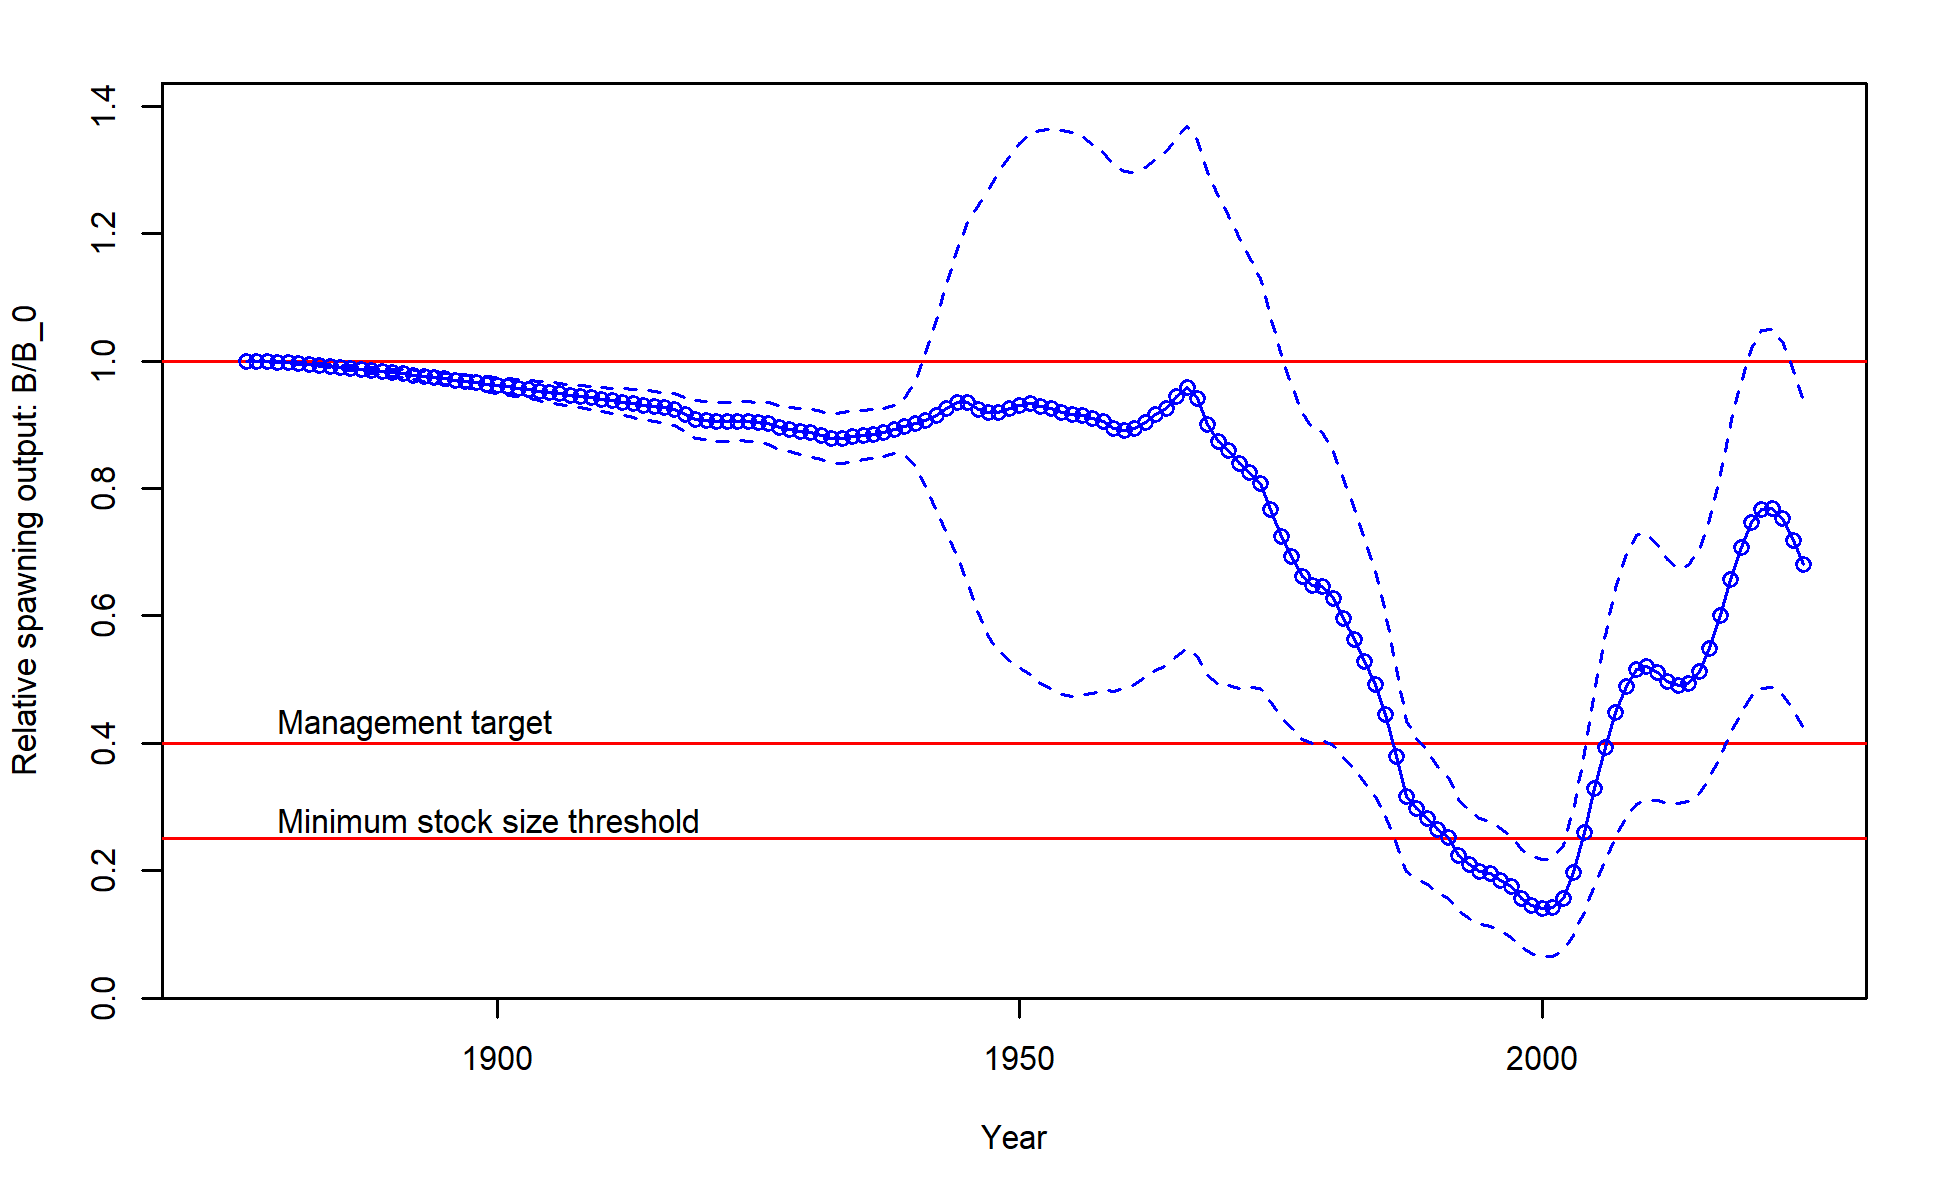 Relative spawning output: B/B_0
1.4
1.2
1.0
0.8
0.6
0.4
0.2
0.0
Management target
Minimum stock size threshold
1900 1950 2000
Year